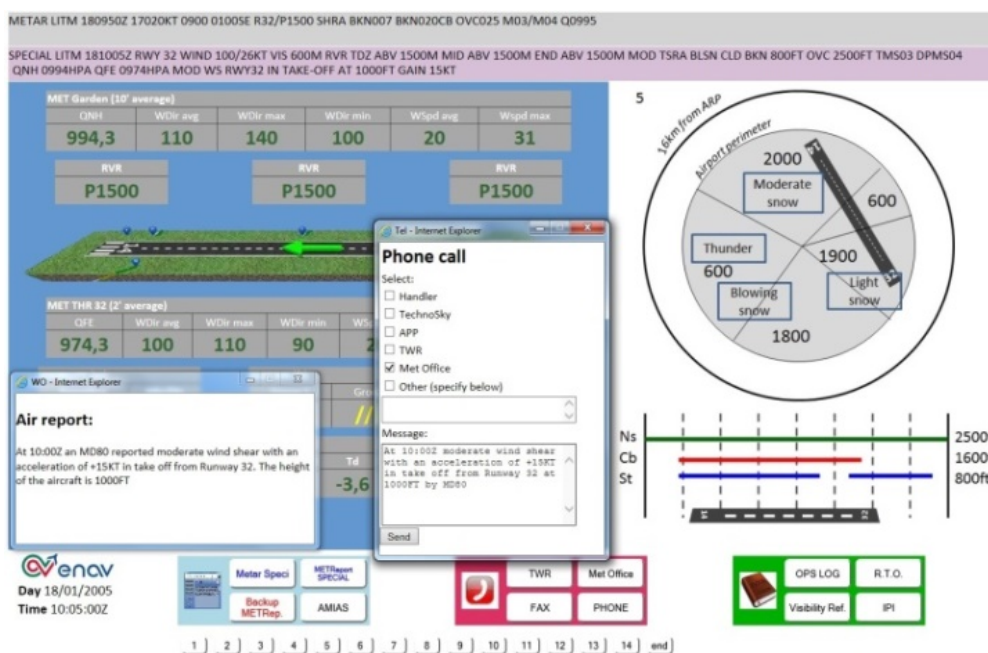 METAR LITM 180950Z 17020KT 0900 0100SE R32/P1500 SHRA BKN007 BKN020CB OVC025 M03/M04 Q0995
SPECIAL LITM 181005Z RWY 32 WIND 100/26KT VIS 600M RVR TDZ ABV 1500M MID ABV 1500M END ABV 1500M MOD TSRA BLSN CLD BKN 800FT OVC 2500FT TMS03 DPMS04
QNH 0994HPA QFE 0974HPA MOD WS RWY32 IN TAKE-OFF AT 1000FT GAIN 15KT
MET Garden (10' average)
QNH WDir avg WDir max WDir min WSpd avg Wspd max
994,3 110 140 100 20 31
RVR RVR RVR
P1500 P1500 P1500
MET THR 32 (2' average)
QFE WDir avg WDir max WDir min
974,3 100 110 90
Td
-3,6
WO - Internet Explorer
Air report:
At 10:00Z an MD80 reported moderate wind shear with an
acceleration of +15KT in take off from Runway 32. The height
of the aircraft is 1000FT
Tel - Internet Explorer
Phone call
Select:
Handler
TechnoSky
APP
TWR
Met Office
Other (specify below)
Message:
At 10:00Z moderate wind shear
with an acceleration of +15KT
in take off from Runway 32 at
1000FT by MD80
Send
5
16km from ARP
Airport perimeter
2000
Moderate
snow
600
14
32
Thunder
600
1900
Blowing
snow
Light
snow
1800
Ns 2500
Cb 1600
St 800ft
14 32
enav
Day 18/01/2005
Time 10:05:00Z
Metar Speci
METReport
SPECIAL
Backup
METRep.
AMIAS
TWR
Met Office
FAX
PHONE
OPS LOG
R.T.O.
Visibility Ref.
IPI
1 2 3 4 5 6 7 8 9 10 11 12 13 14 end